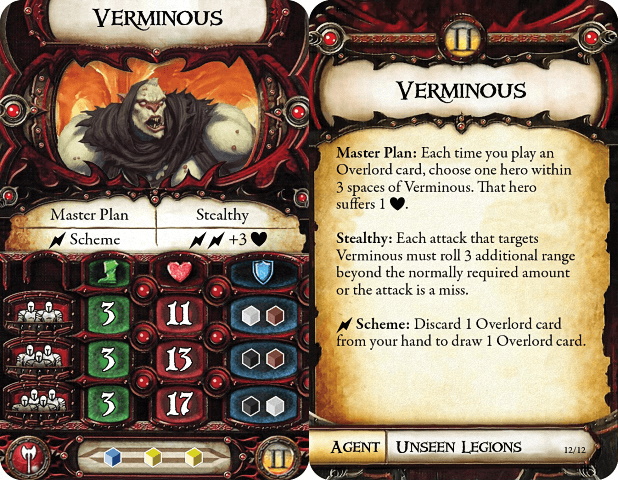 Verminous
Master Plan Stealthy
Scheme +3
3 11
3 13
3 17
II
II
Verminous
Master Plan: Each time you play an
Overlord card, choose one hero within
3 spaces of Verminous. That hero
suffers 1 .
Stealthy: Each attack that targets
Verminous must roll 3 additional range
beyond the normally required amount
or the attack is a miss.
Scheme: Discard 1 Overlord card
from your hand to draw 1 Overlord card.
Agent Unseen Legions 12/12